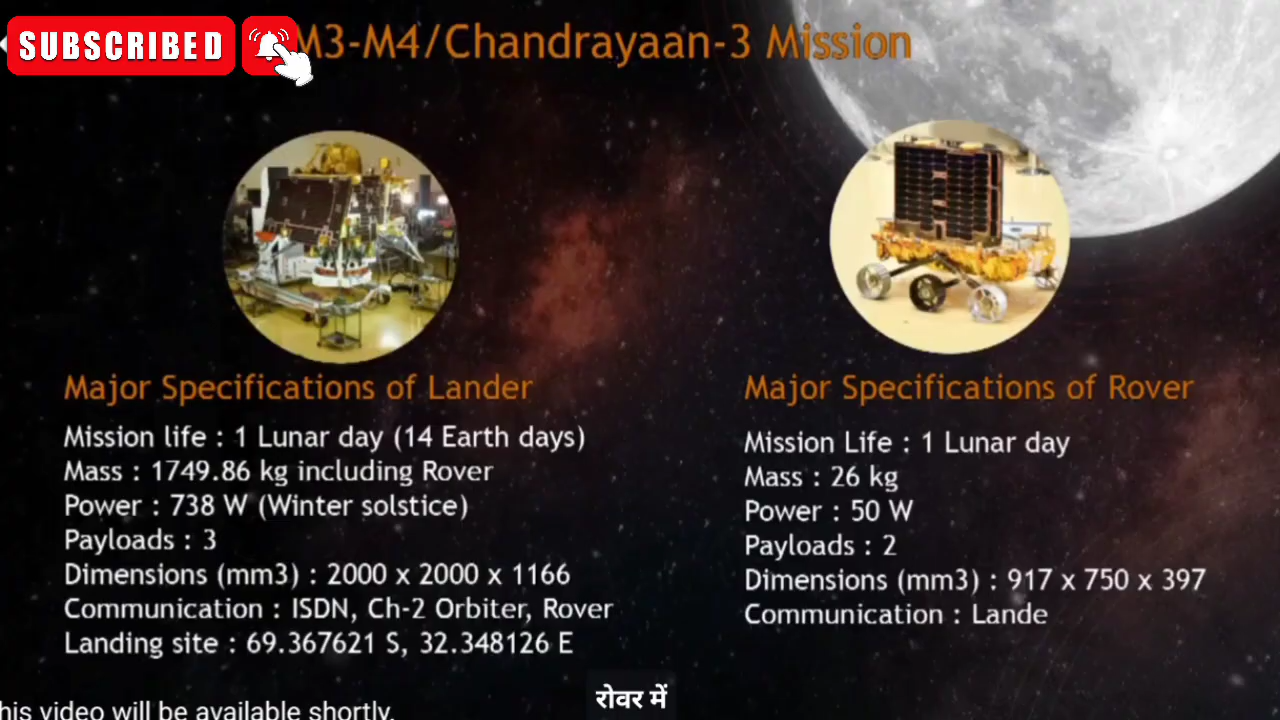 SUBSCRIBED
M3-M4/Chandrayaan-3 Mission
Major Specifications of Lander
Mission life : 1 Lunar day (14 Earth days)
Mass : 1749.86 kg including Rover
Power : 738 W (Winter solstice)
Payloads : 3
Dimensions (mm3) : 2000 x 2000 x 1166
Communication : ISDN, Ch-2 Orbiter, Rover
Landing site : 69.367621 S, 32.348126 E
Major Specifications of Rover
Mission Life : 1 Lunar day
Mass : 26 kg
Power : 50 W
Payloads : 2
Dimensions (mm3) : 917 x 750 x 397
Communication : Lande
रोवर में
his video will be available shortly.